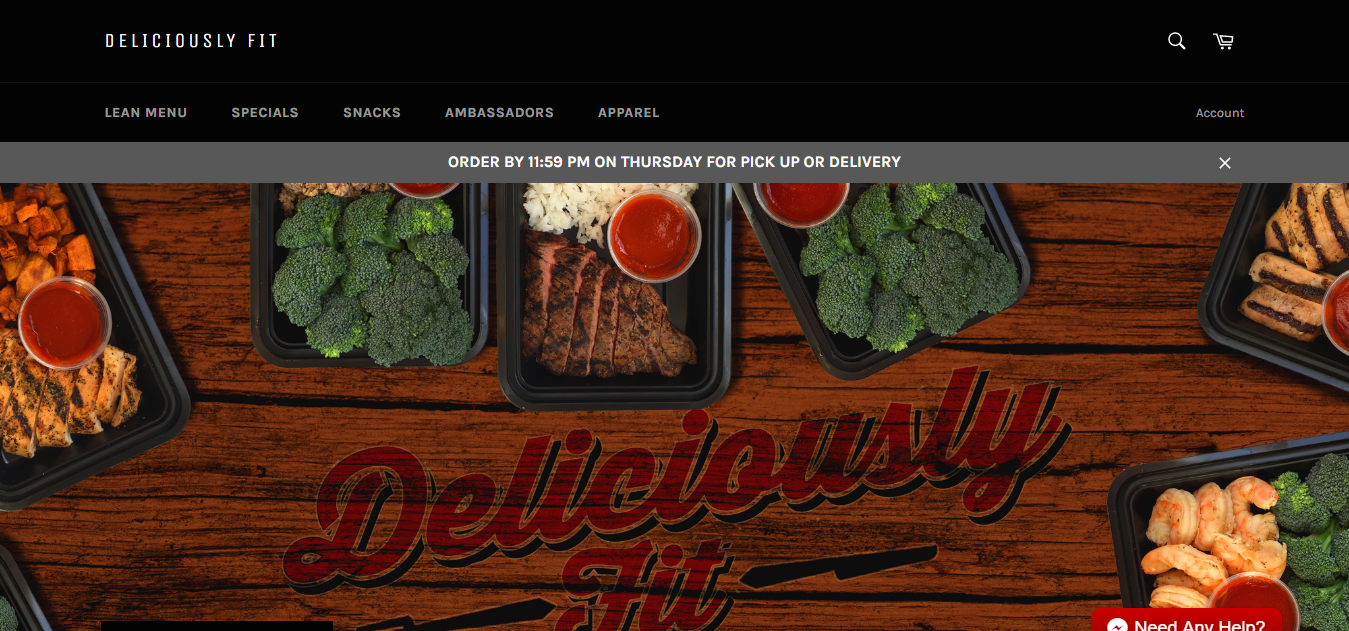 DELICIOUSLY FIT
LEAN MENU SPECIALS SNACKS AMBASSADORS APPAREL Account
ORDER BY 11:59 PM ON THURSDAY FOR PICK UP OR DELIVERY
Deliciously
Fit
Need Any Help?